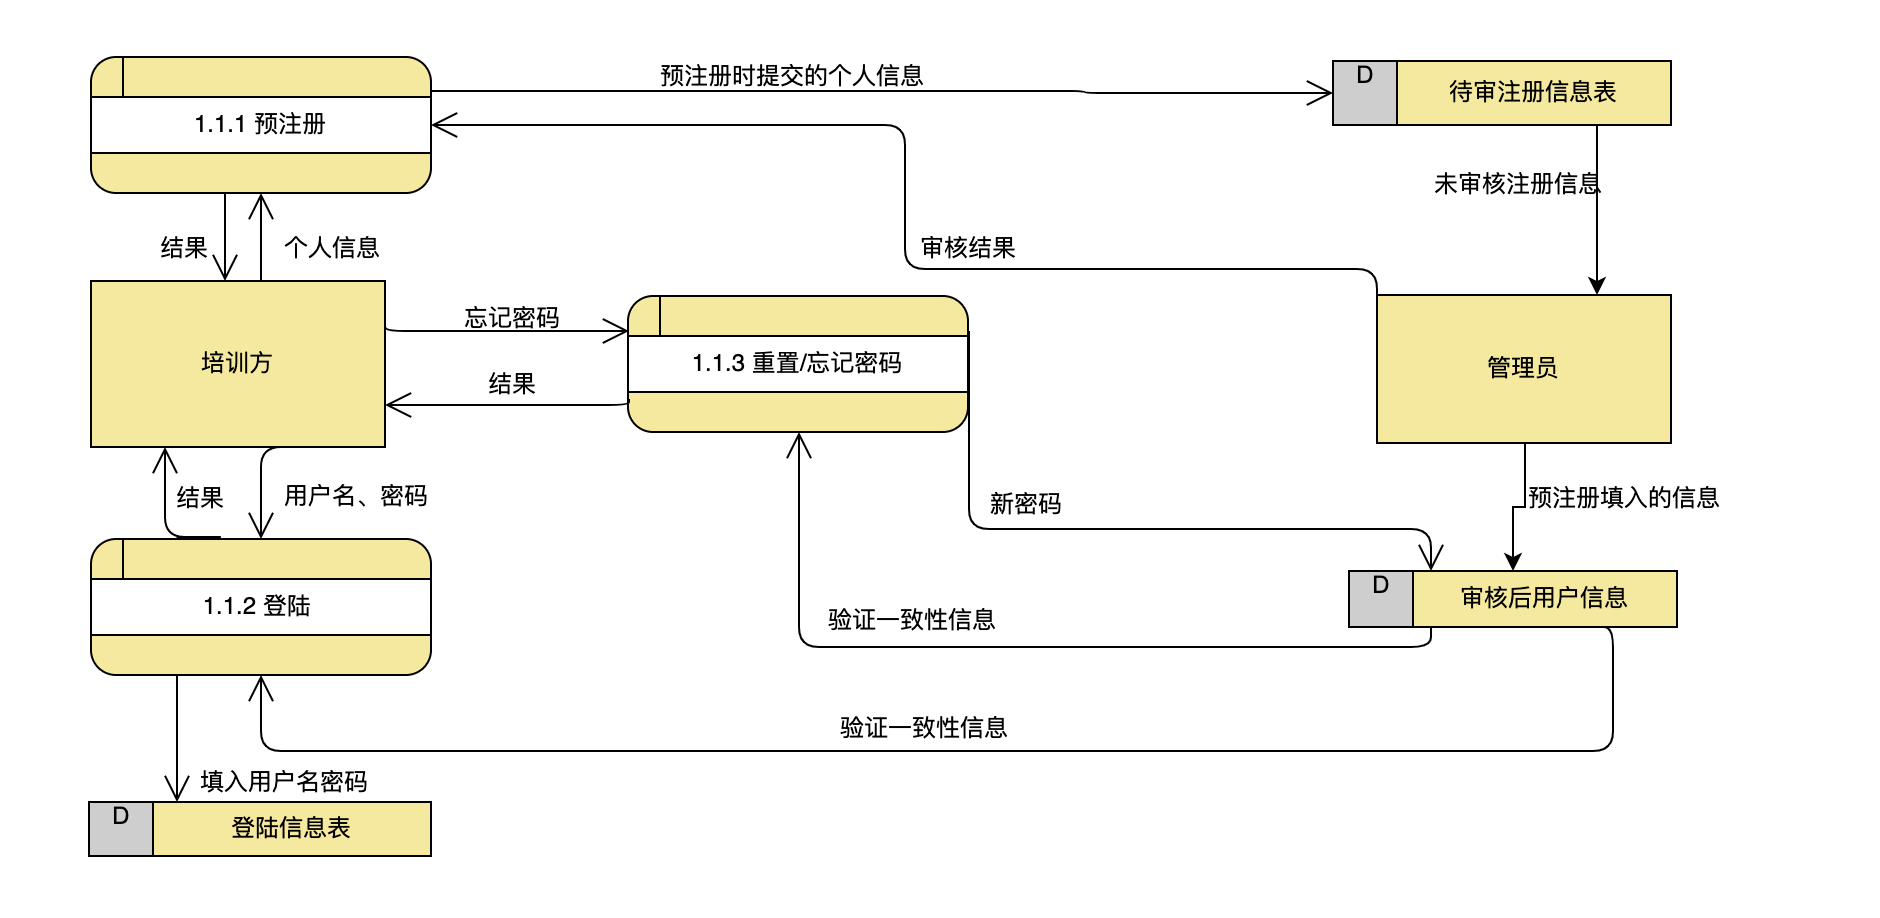 预注册时提交的个人信息
D
待审注册信息表
1.1.1 预注册
未审核注册信息
结果
个人信息
审核结果
忘记密码
培训方
1.1.3 重置/忘记密码
管理员
结果
结果
用户名、密码
新密码
预注册填入的信息
D
审核后用户信息
1.1.2 登陆
验证一致性信息
验证一致性信息
填入用户名密码
D
登陆信息表